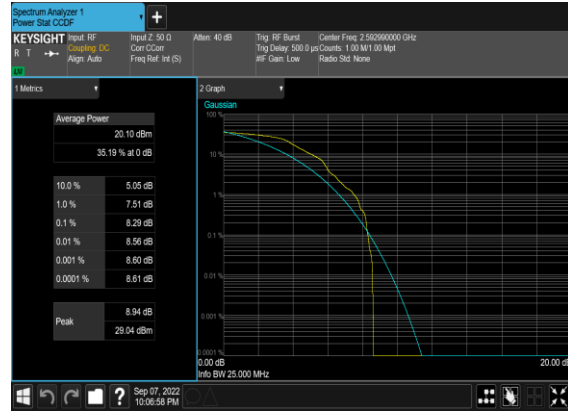 Spectrum Analyzer 1
Power Stat CCDF
KEYSIGHT
R T
LXI
Input: RF
Coupling: DC
Align: Auto
Input Z: 50 Ω
Corr CCorr
Freq Ref: Int (S)
Atten: 40 dB
Trig: RF Burst
Trig Delay: 500.0 µs
#IF Gain: Low
Center Freq: 2.592990000 GHz
Counts: 1.00 M/1.00 Mpt
Radio Std: None
1 Metrics
Average Power
20.10 dBm
35.19 % at 0 dB
10.0 % 5.05 dB
1.0 % 7.51 dB
0.1 % 8.29 dB
0.01 % 8.56 dB
0.001 % 8.60 dB
0.0001 % 8.61 dB
Peak 8.94 dB
29.04 dBm
2 Graph
Gaussian
100 %
10 %
1 %
0.1 %
0.01 %
0.001 %
0.0001 %
0.00 dB 20.00 dB
Info BW 25.000 MHz
Sep 07, 2022
10:06:58 PM